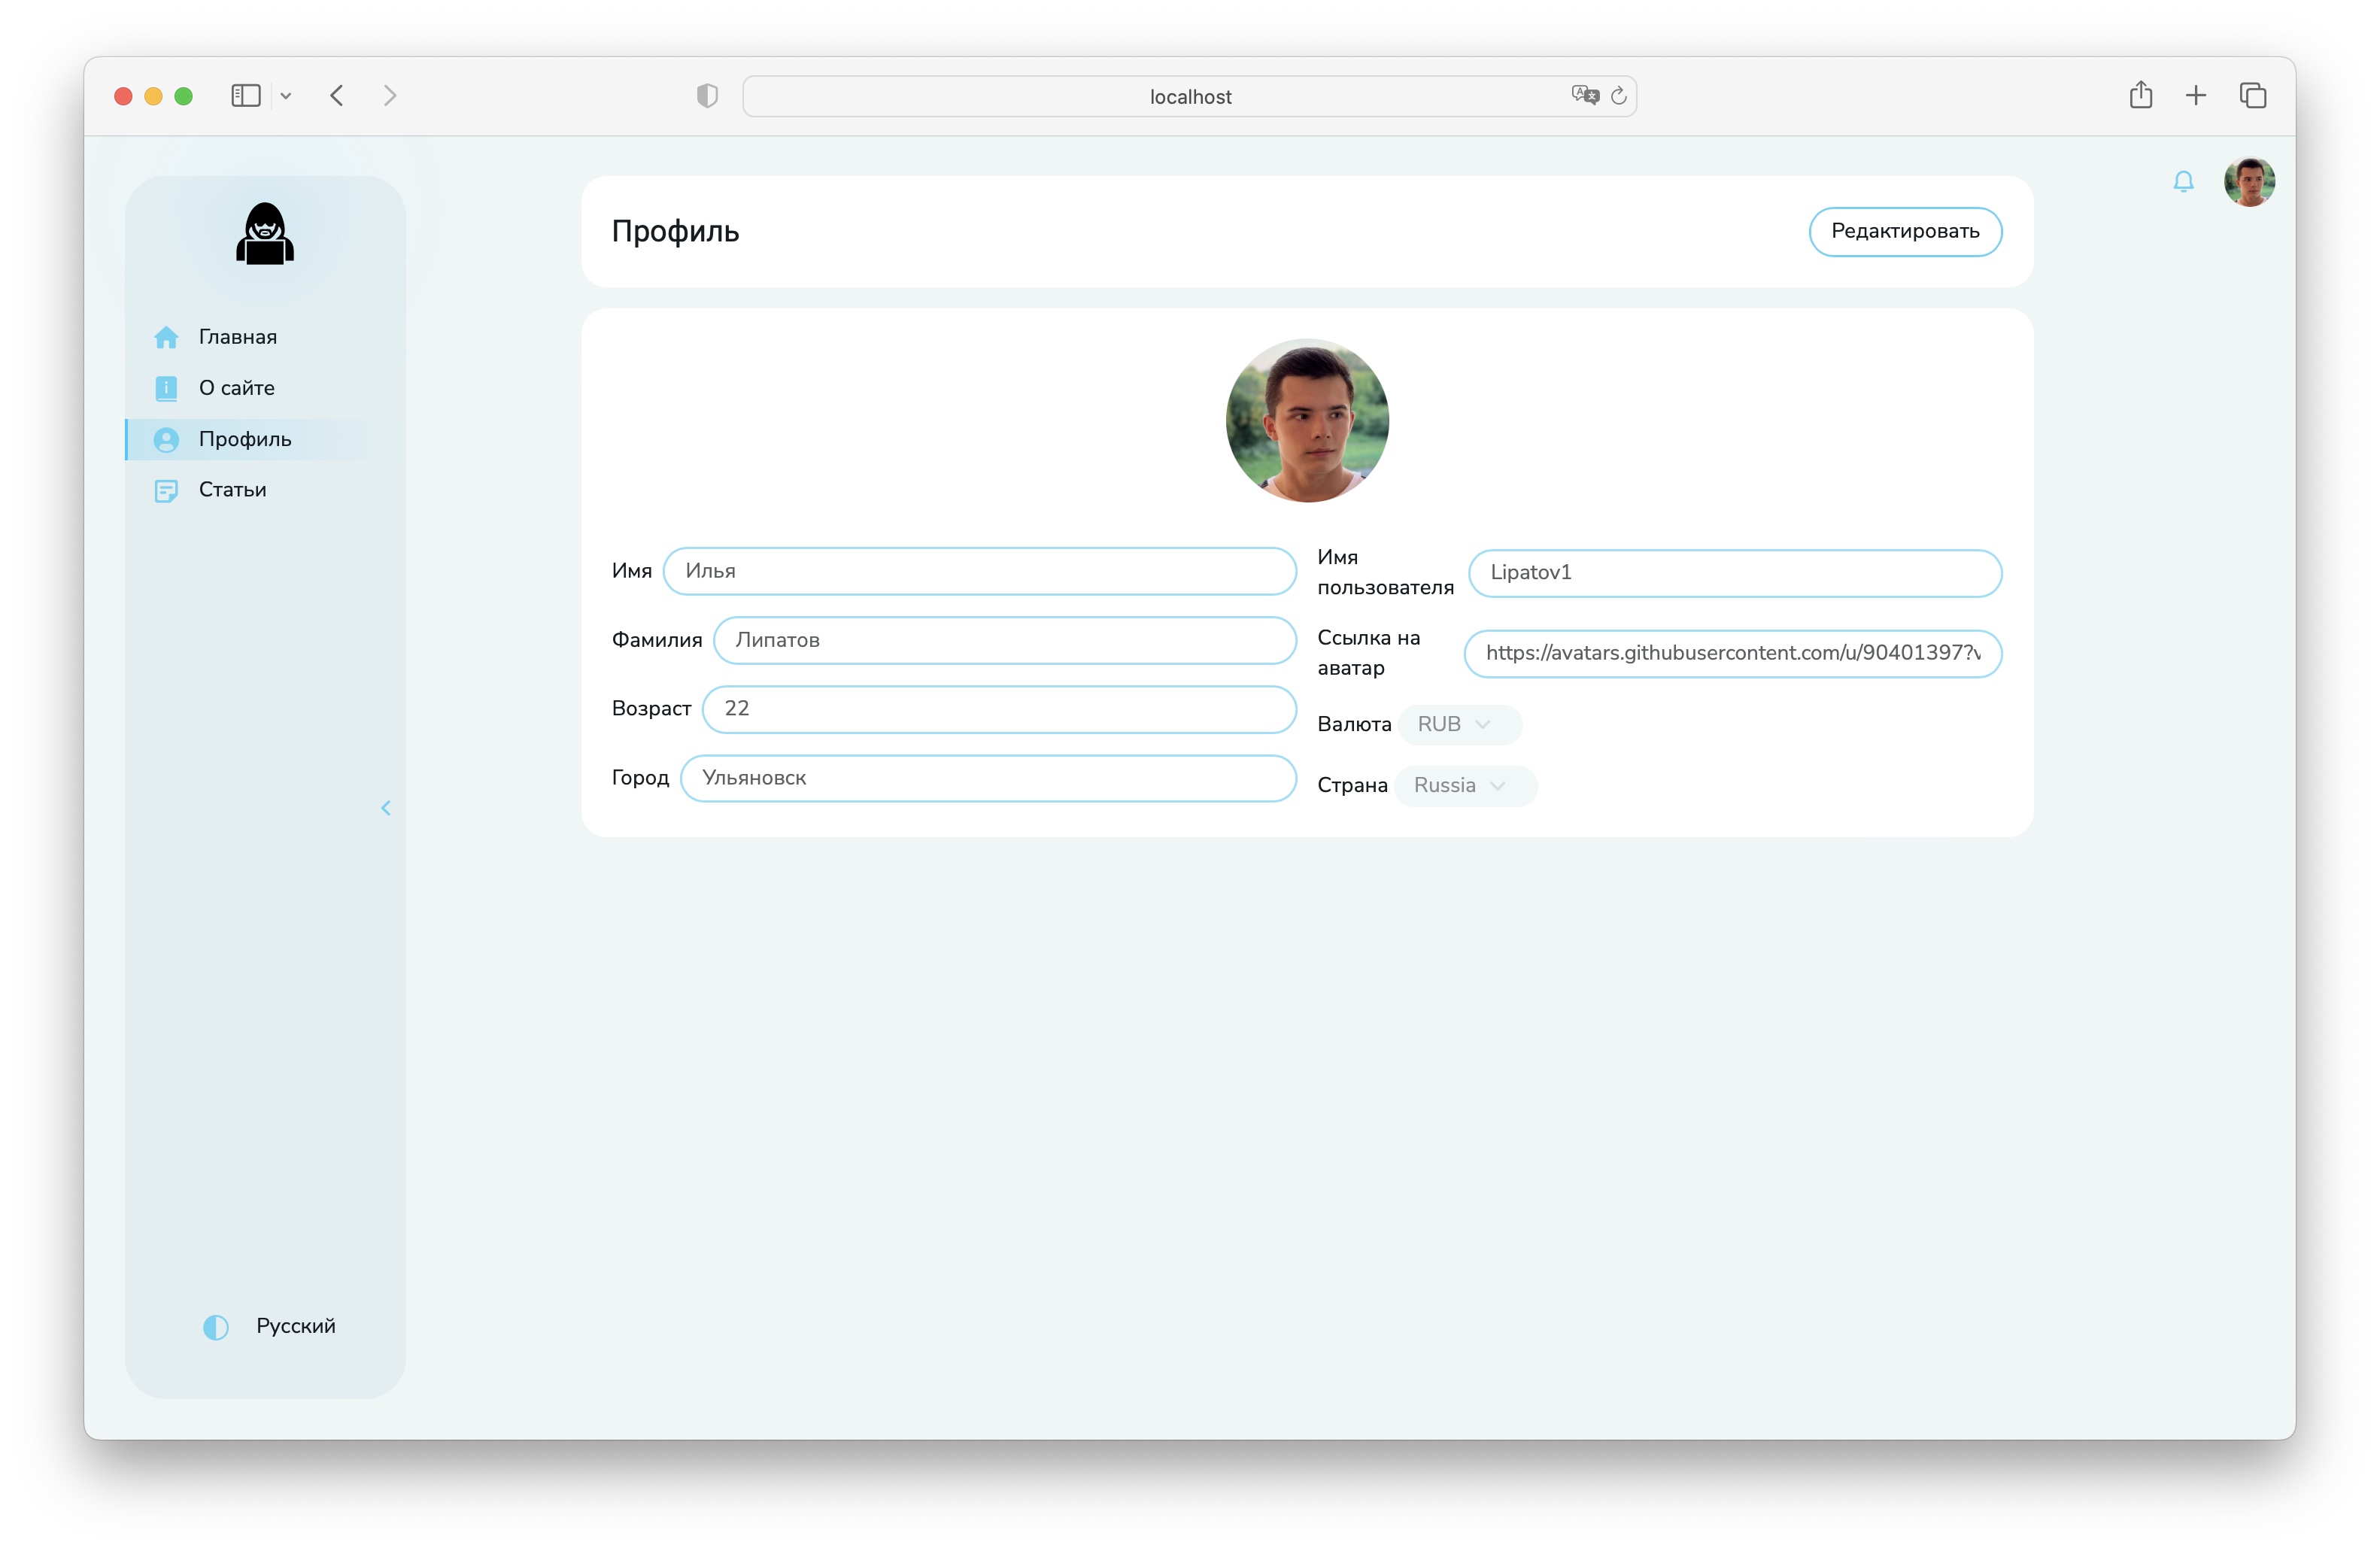 localhost
Профиль
Редактировать
Главная
О сайте
Профиль
Статьи
Имя
Илья
Фамилия
Липатов
Возраст
22
Город
Ульяновск
Имя
пользователя
Lipatov1
Ссылка на
аватар
https://avatars.githubusercontent.com/u/90401397?v
Валюта
RUB
Страна
Russia
Русский